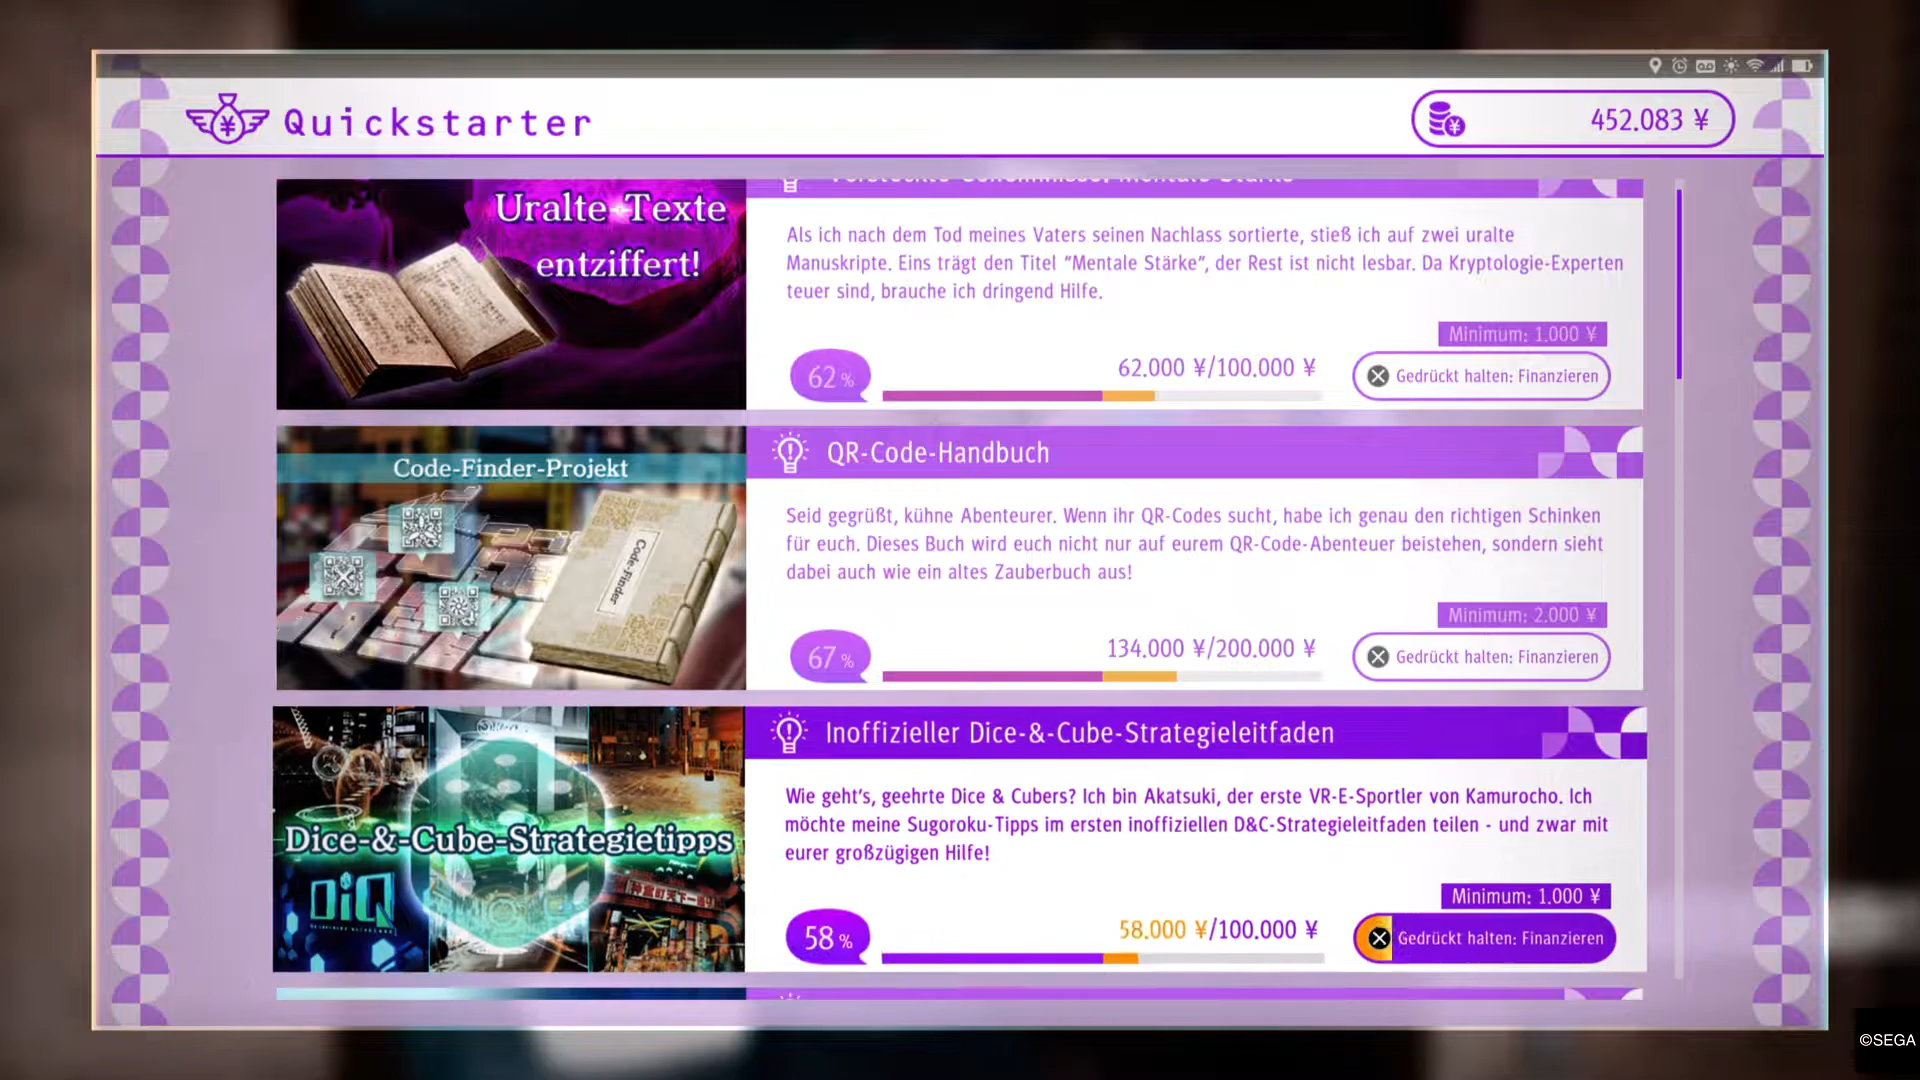 Quickstarter
452.083 ¥
Uralte Texte
entziffert!
Als ich nach dem Tod meines Vaters seinen Nachlass sortierte, stieß ich auf zwei uralte
Manuskripte. Eins trägt den Titel "Mentale Stärke", der Rest ist nicht lesbar. Da Kryptologie-Experten
teuer sind, brauche ich dringend Hilfe.
Minimum: 1.000 ¥
62 %
62.000 ¥/100.000 ¥
Gedrückt halten: Finanzieren
Code-Finder-Projekt
Code-Finder
QR-Code-Handbuch
Seid gegrüßt, kühne Abenteurer. Wenn ihr QR-Codes sucht, habe ich genau den richtigen Schinken
für euch. Dieses Buch wird euch nicht nur auf eurem QR-Code-Abenteuer beistehen, sondern sieht
dabei auch wie ein altes Zauberbuch aus!
Minimum: 2.000 ¥
67 %
134.000 ¥/200.000 ¥
Gedrückt halten: Finanzieren
Dice-&-Cube-Strategietipps
Inoffizieller Dice-&-Cube-Strategieleitfaden
Wie geht's, geehrte Dice & Cubers? Ich bin Akatsuki, der erste VR-E-Sportler von Kamurocho. Ich
möchte meine Sugoroku-Tipps im ersten inoffiziellen D&C-Strategieleitfaden teilen - und zwar mit
eurer großzügigen Hilfe!
Minimum: 1.000 ¥
58 %
58.000 ¥/100.000 ¥
Gedrückt halten: Finanzieren
©SEGA